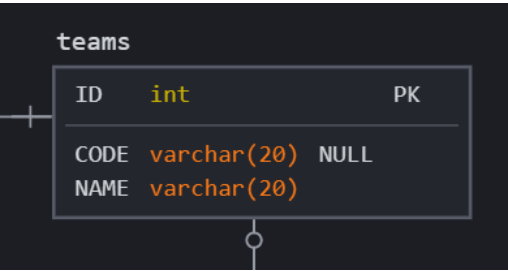 teams
ID int PK
CODE varchar(20) NULL
NAME varchar(20)